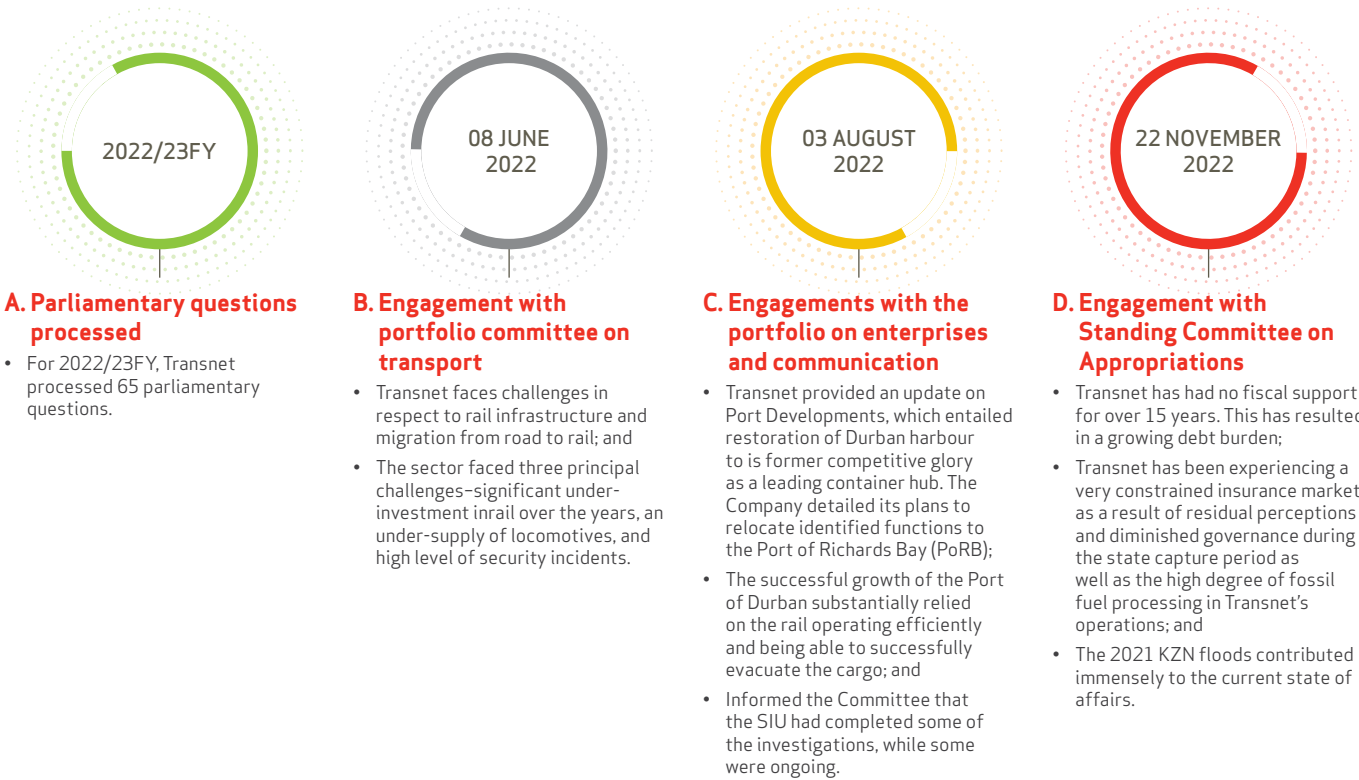 2022/23FY
A. Parliamentary questions
processed
• For 2022/23FY, Transnet
processed 65 parliamentary
questions.
08 JUNE
2022
B. Engagement with
portfolio committee on
transport
• Transnet faces challenges in
respect to rail infrastructure and
migration from road to rail; and
• The sector faced three principal
challenges–significant under-
investment inrail over the years, an
under-supply of locomotives, and
high level of security incidents.
03 AUGUST
2022
C. Engagements with the
portfolio on enterprises
and communication
• Transnet provided an update on
Port Developments, which entailed
restoration of Durban harbour
to is former competitive glory
as a leading container hub. The
Company detailed its plans to
relocate identified functions to
the Port of Richards Bay (PoRB);
• The successful growth of the Port
of Durban substantially relied
on the rail operating efficiently
and being able to successfully
evacuate the cargo; and
• Informed the Committee that
the SIU had completed some of
the investigations, while some
were ongoing.
22 NOVEMBER
2022
D. Engagement with
Standing Committee on
Appropriations
• Transnet has had no fiscal support
for over 15 years. This has resulted
in a growing debt burden;
• Transnet has been experiencing a
very constrained insurance market
as a result of residual perceptions
and diminished governance during
the state capture period as
well as the high degree of fossil
fuel processing in Transnet's
operations; and
• The 2021 KZN floods contributed
immensely to the current state of
affairs.